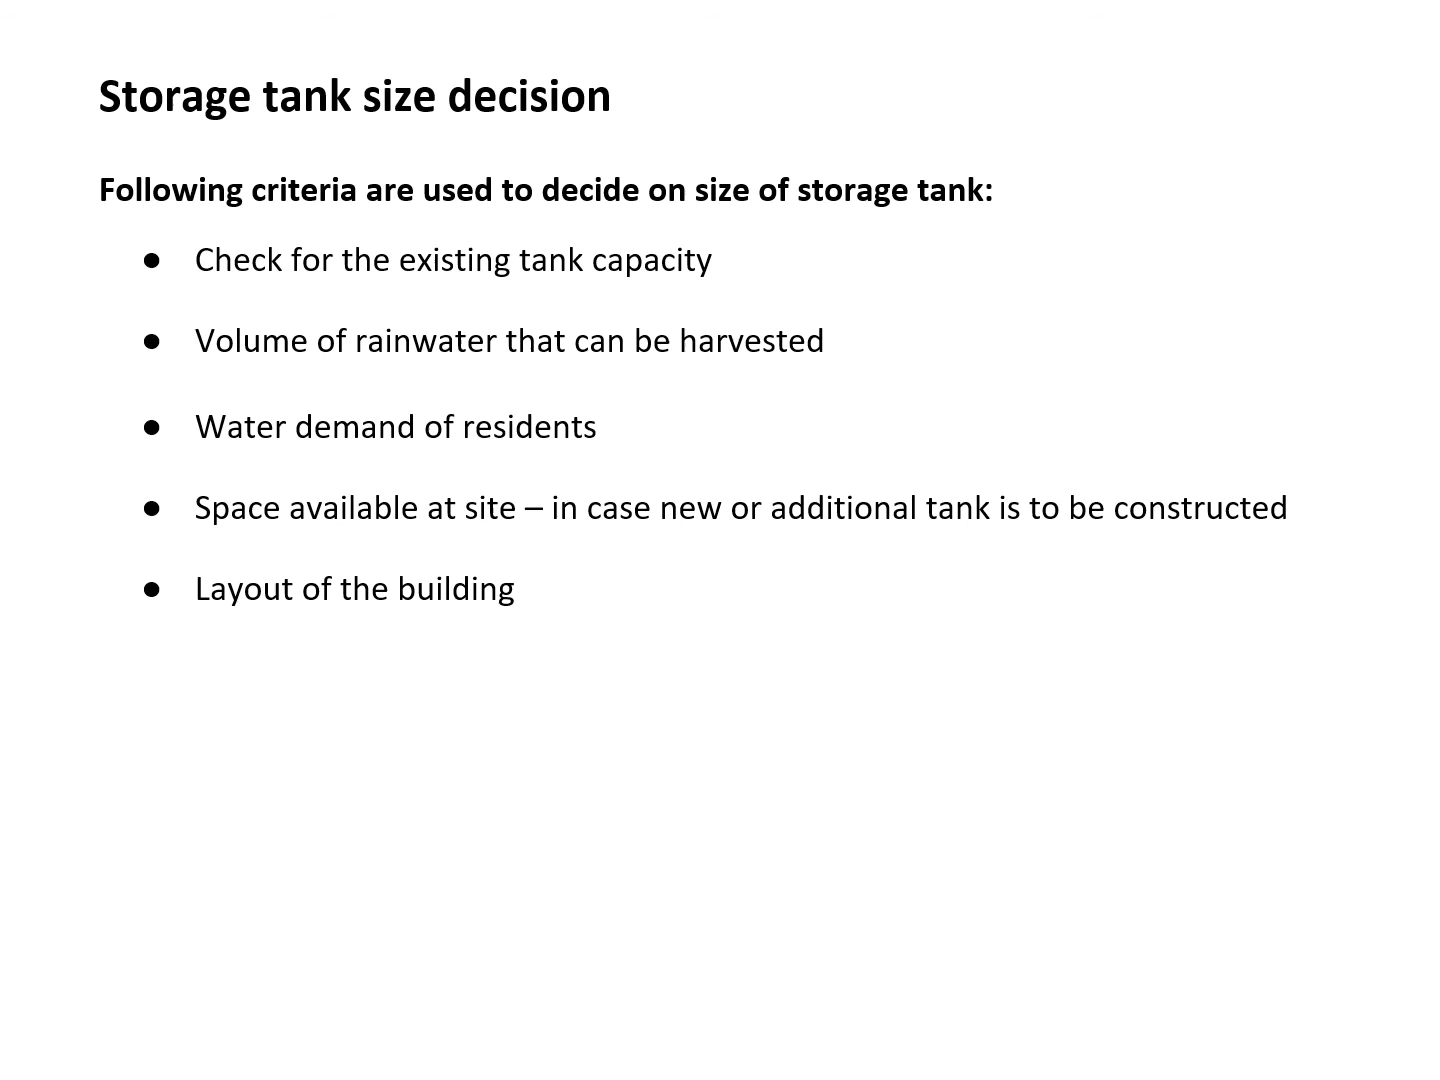 Storage tank size decision
Following criteria are used to decide on size of storage tank:
● Check for the existing tank capacity
● Volume of rainwater that can be harvested
● Water demand of residents
● Space available at site – in case new or additional tank is to be constructed
● Layout of the building